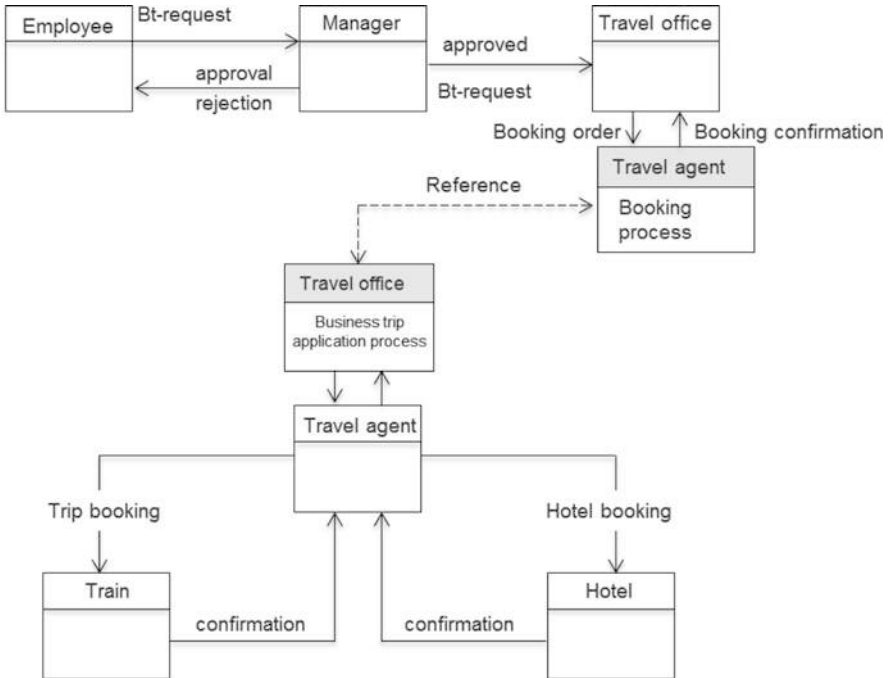 Employee
Bt-request
Manager
approved
Travel office
approval
rejection
Bt-request
Booking order
Booking confirmation
Travel agent
Booking
process
Reference
Travel office
Business trip
application process
Travel agent
Trip booking
Hotel booking
Train
confirmation
confirmation
Hotel